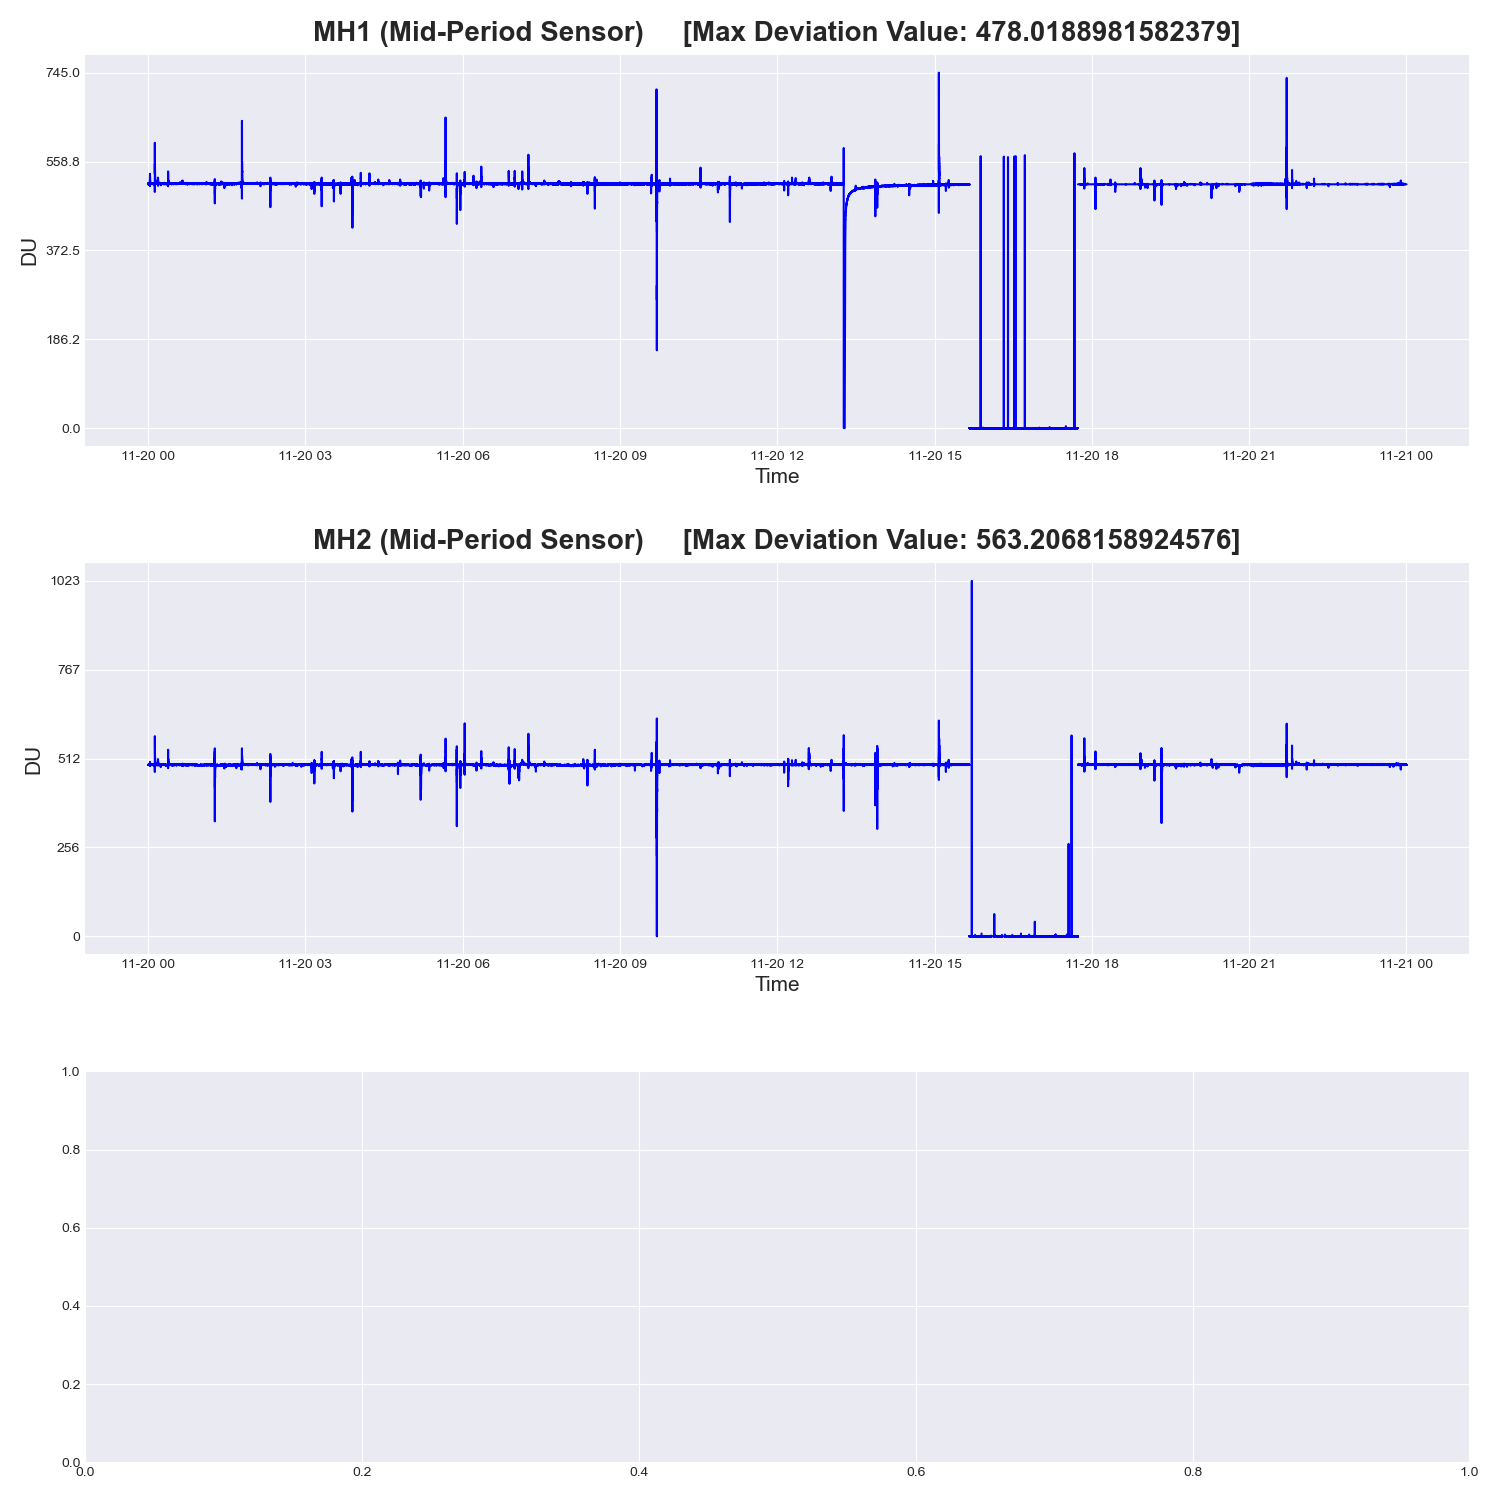 MH1 (Mid-Period Sensor) [Max Deviation Value: 478.0188981582379]
745.0
558.8
372.5
186.2
0.0
DU
11-20 00 11-20 03 11-20 06 11-20 09 11-20 12 11-20 15 11-20 18 11-20 21 11-21 00
Time
MH2 (Mid-Period Sensor) [Max Deviation Value: 563.2068158924576]
1023
767
512
256
0
DU
11-20 00 11-20 03 11-20 06 11-20 09 11-20 12 11-20 15 11-20 18 11-20 21 11-21 00
Time
1.0
0.8
0.6
0.4
0.2
0.0
0.0 0.2 0.4 0.6 0.8 1.0